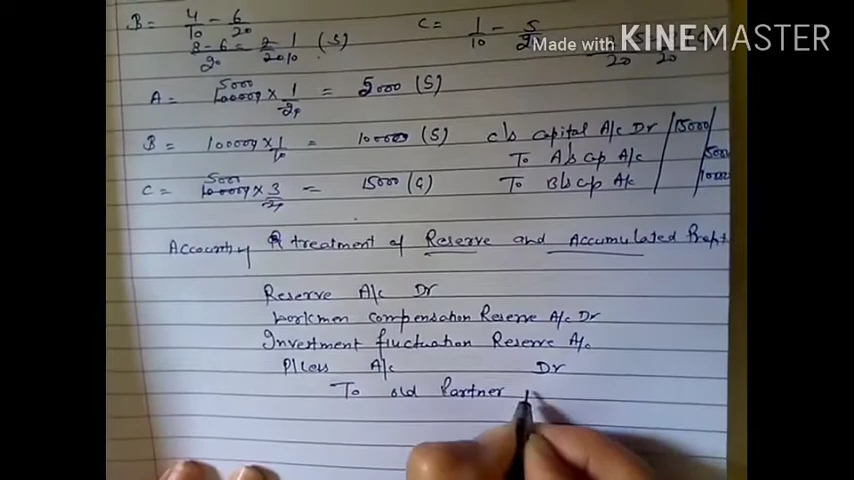 B = 4/10 - 6/20
8-6/20 = 2/20 1/10 (S)
C = 1/10 - 5/20
Made with KINEMASTER
A = 5000 100000 x 1/20 = 5000 (S)
B = 100000 x 1/10 = 10000 (S)
C = 5000 100000 x 3/20 = 15000 (G)
C's Capital A/c Dr 15000
To A's Cap A/c 5000
To B's Cap A/c 10000
Accounting treatment of Reserve and Accumulated Profit
Reserve A/c Dr
Workmen Compensation Reserve A/c Dr
Investment fluctuation Reserve A/c
P/Loss A/c Dr
To old Partner